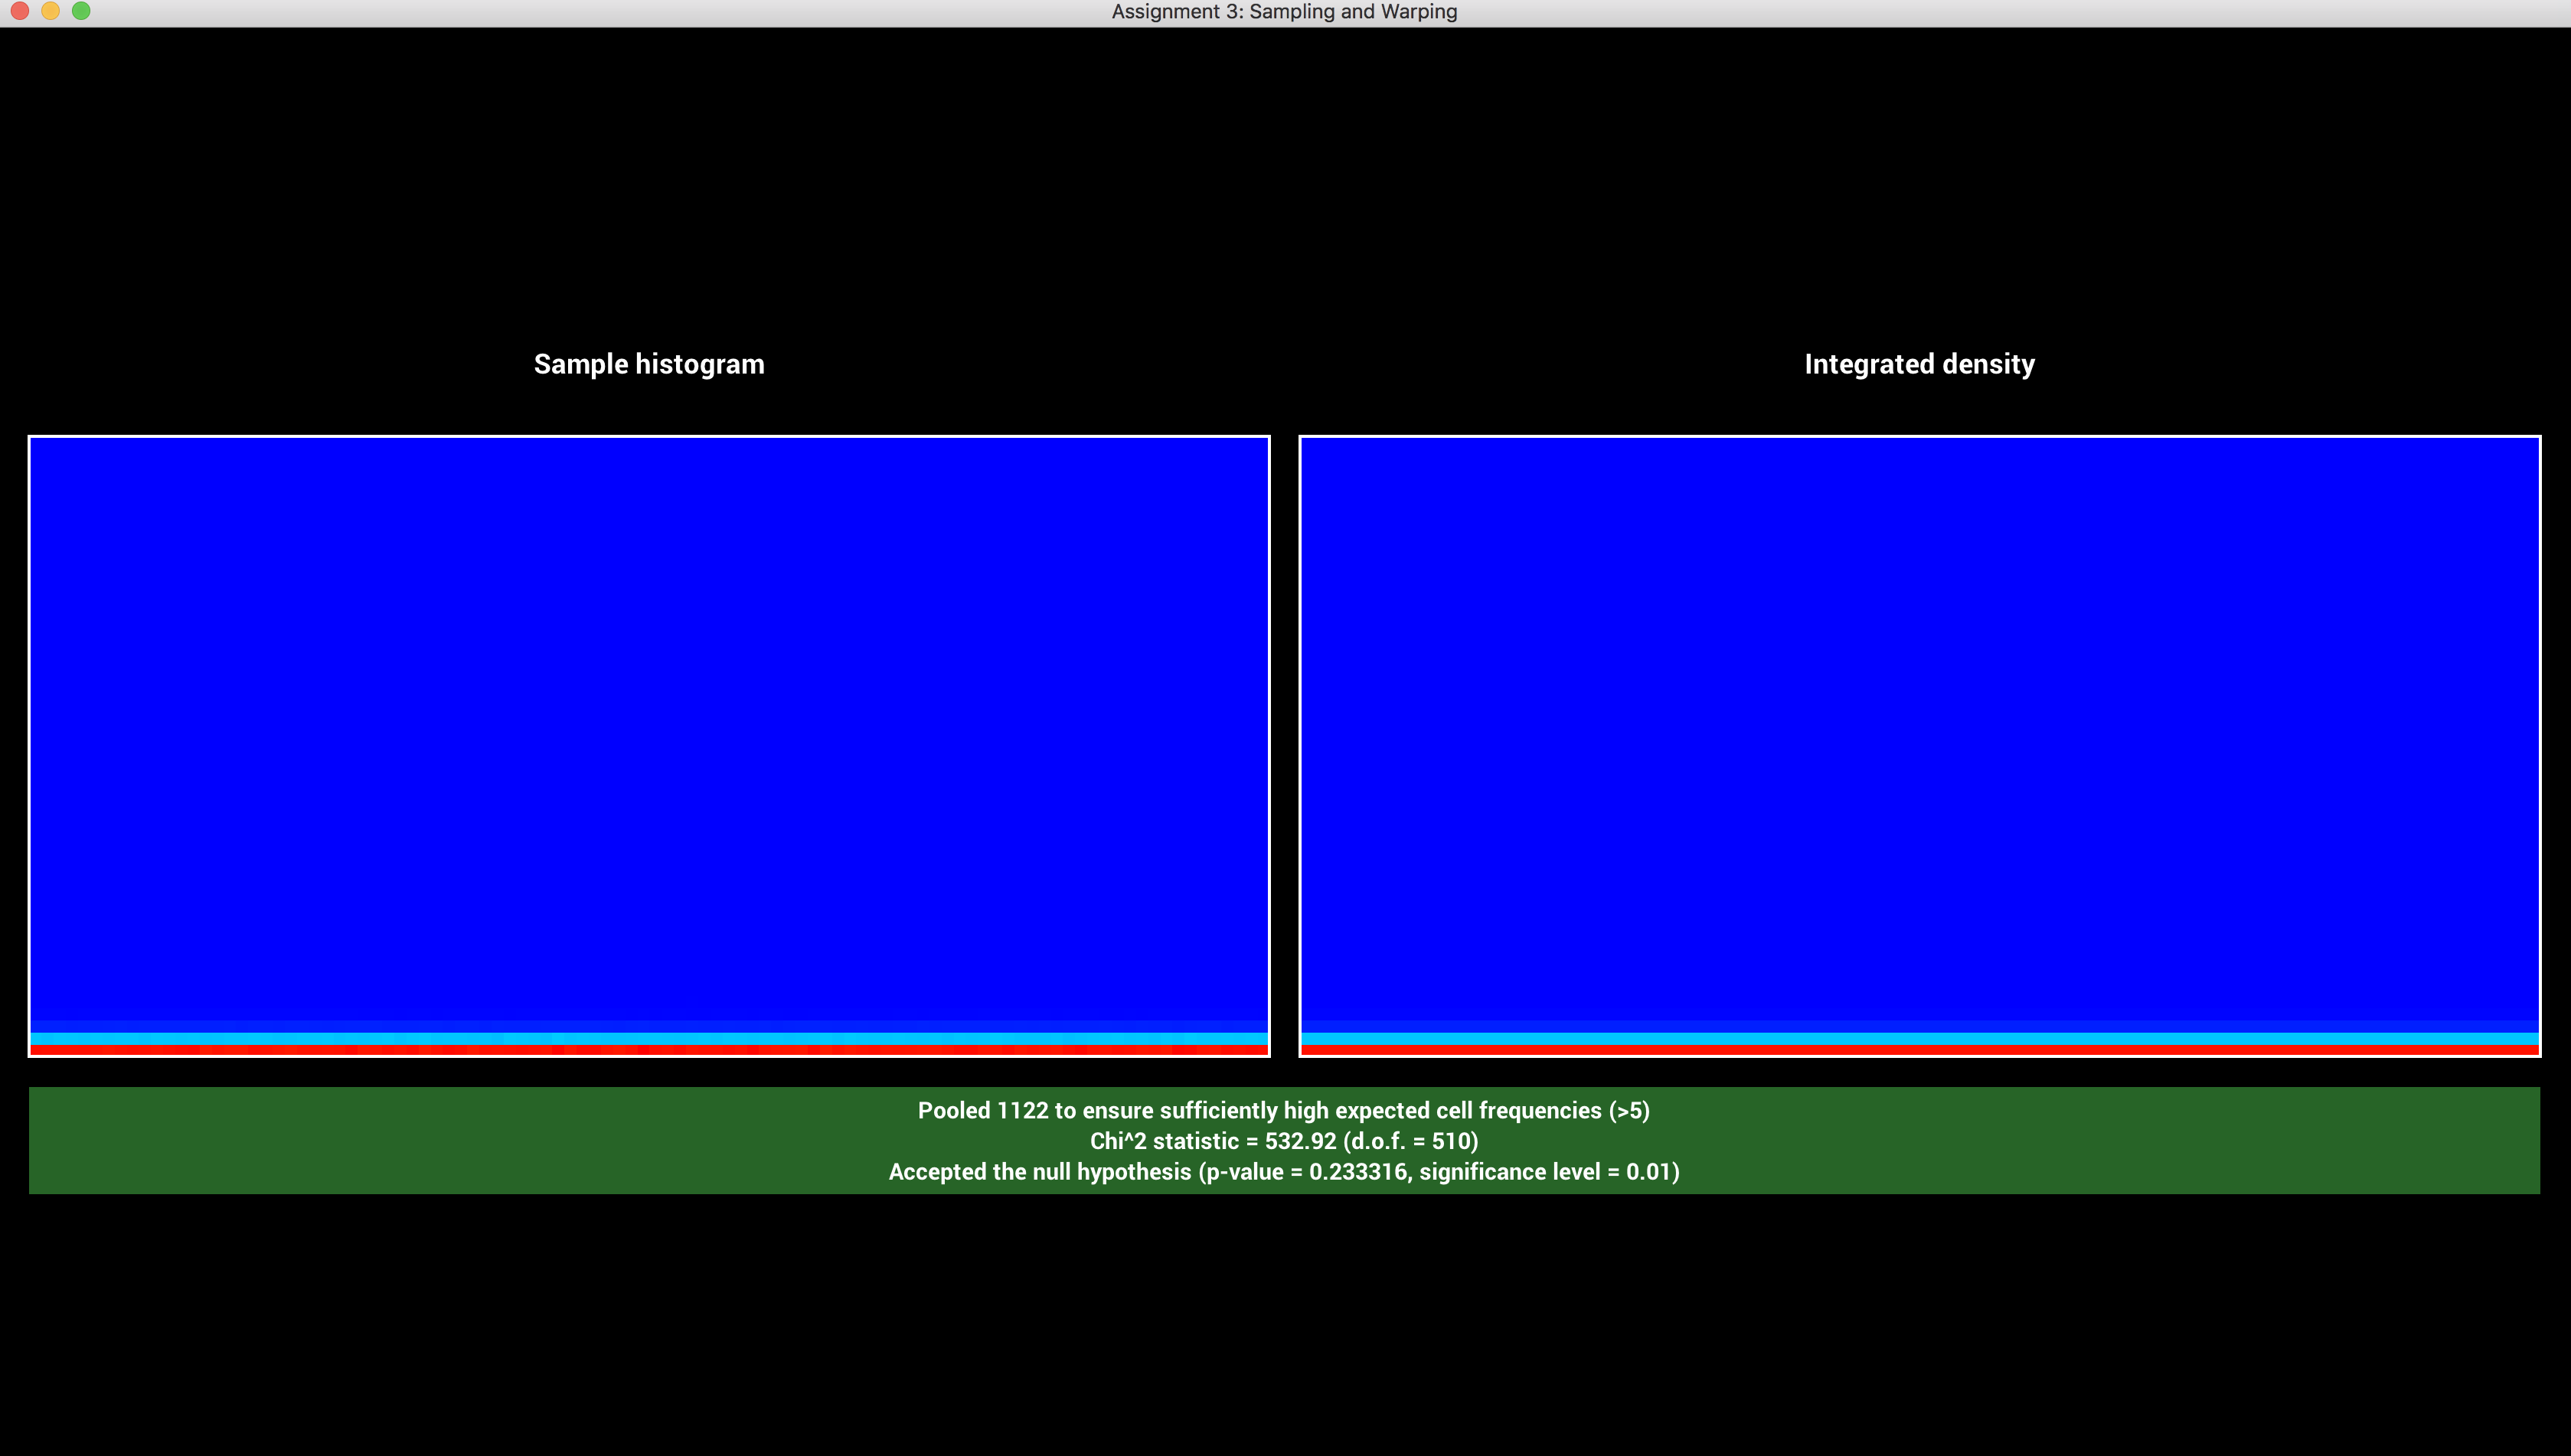 Assignment 3: Sampling and Warping
Sample histogram
Integrated density
Pooled 1122 to ensure sufficiently high expected cell frequencies (>5)
Chi^2 statistic = 532.92 (d.o.f. = 510)
Accepted the null hypothesis (p-value = 0.233316, significance level = 0.01)